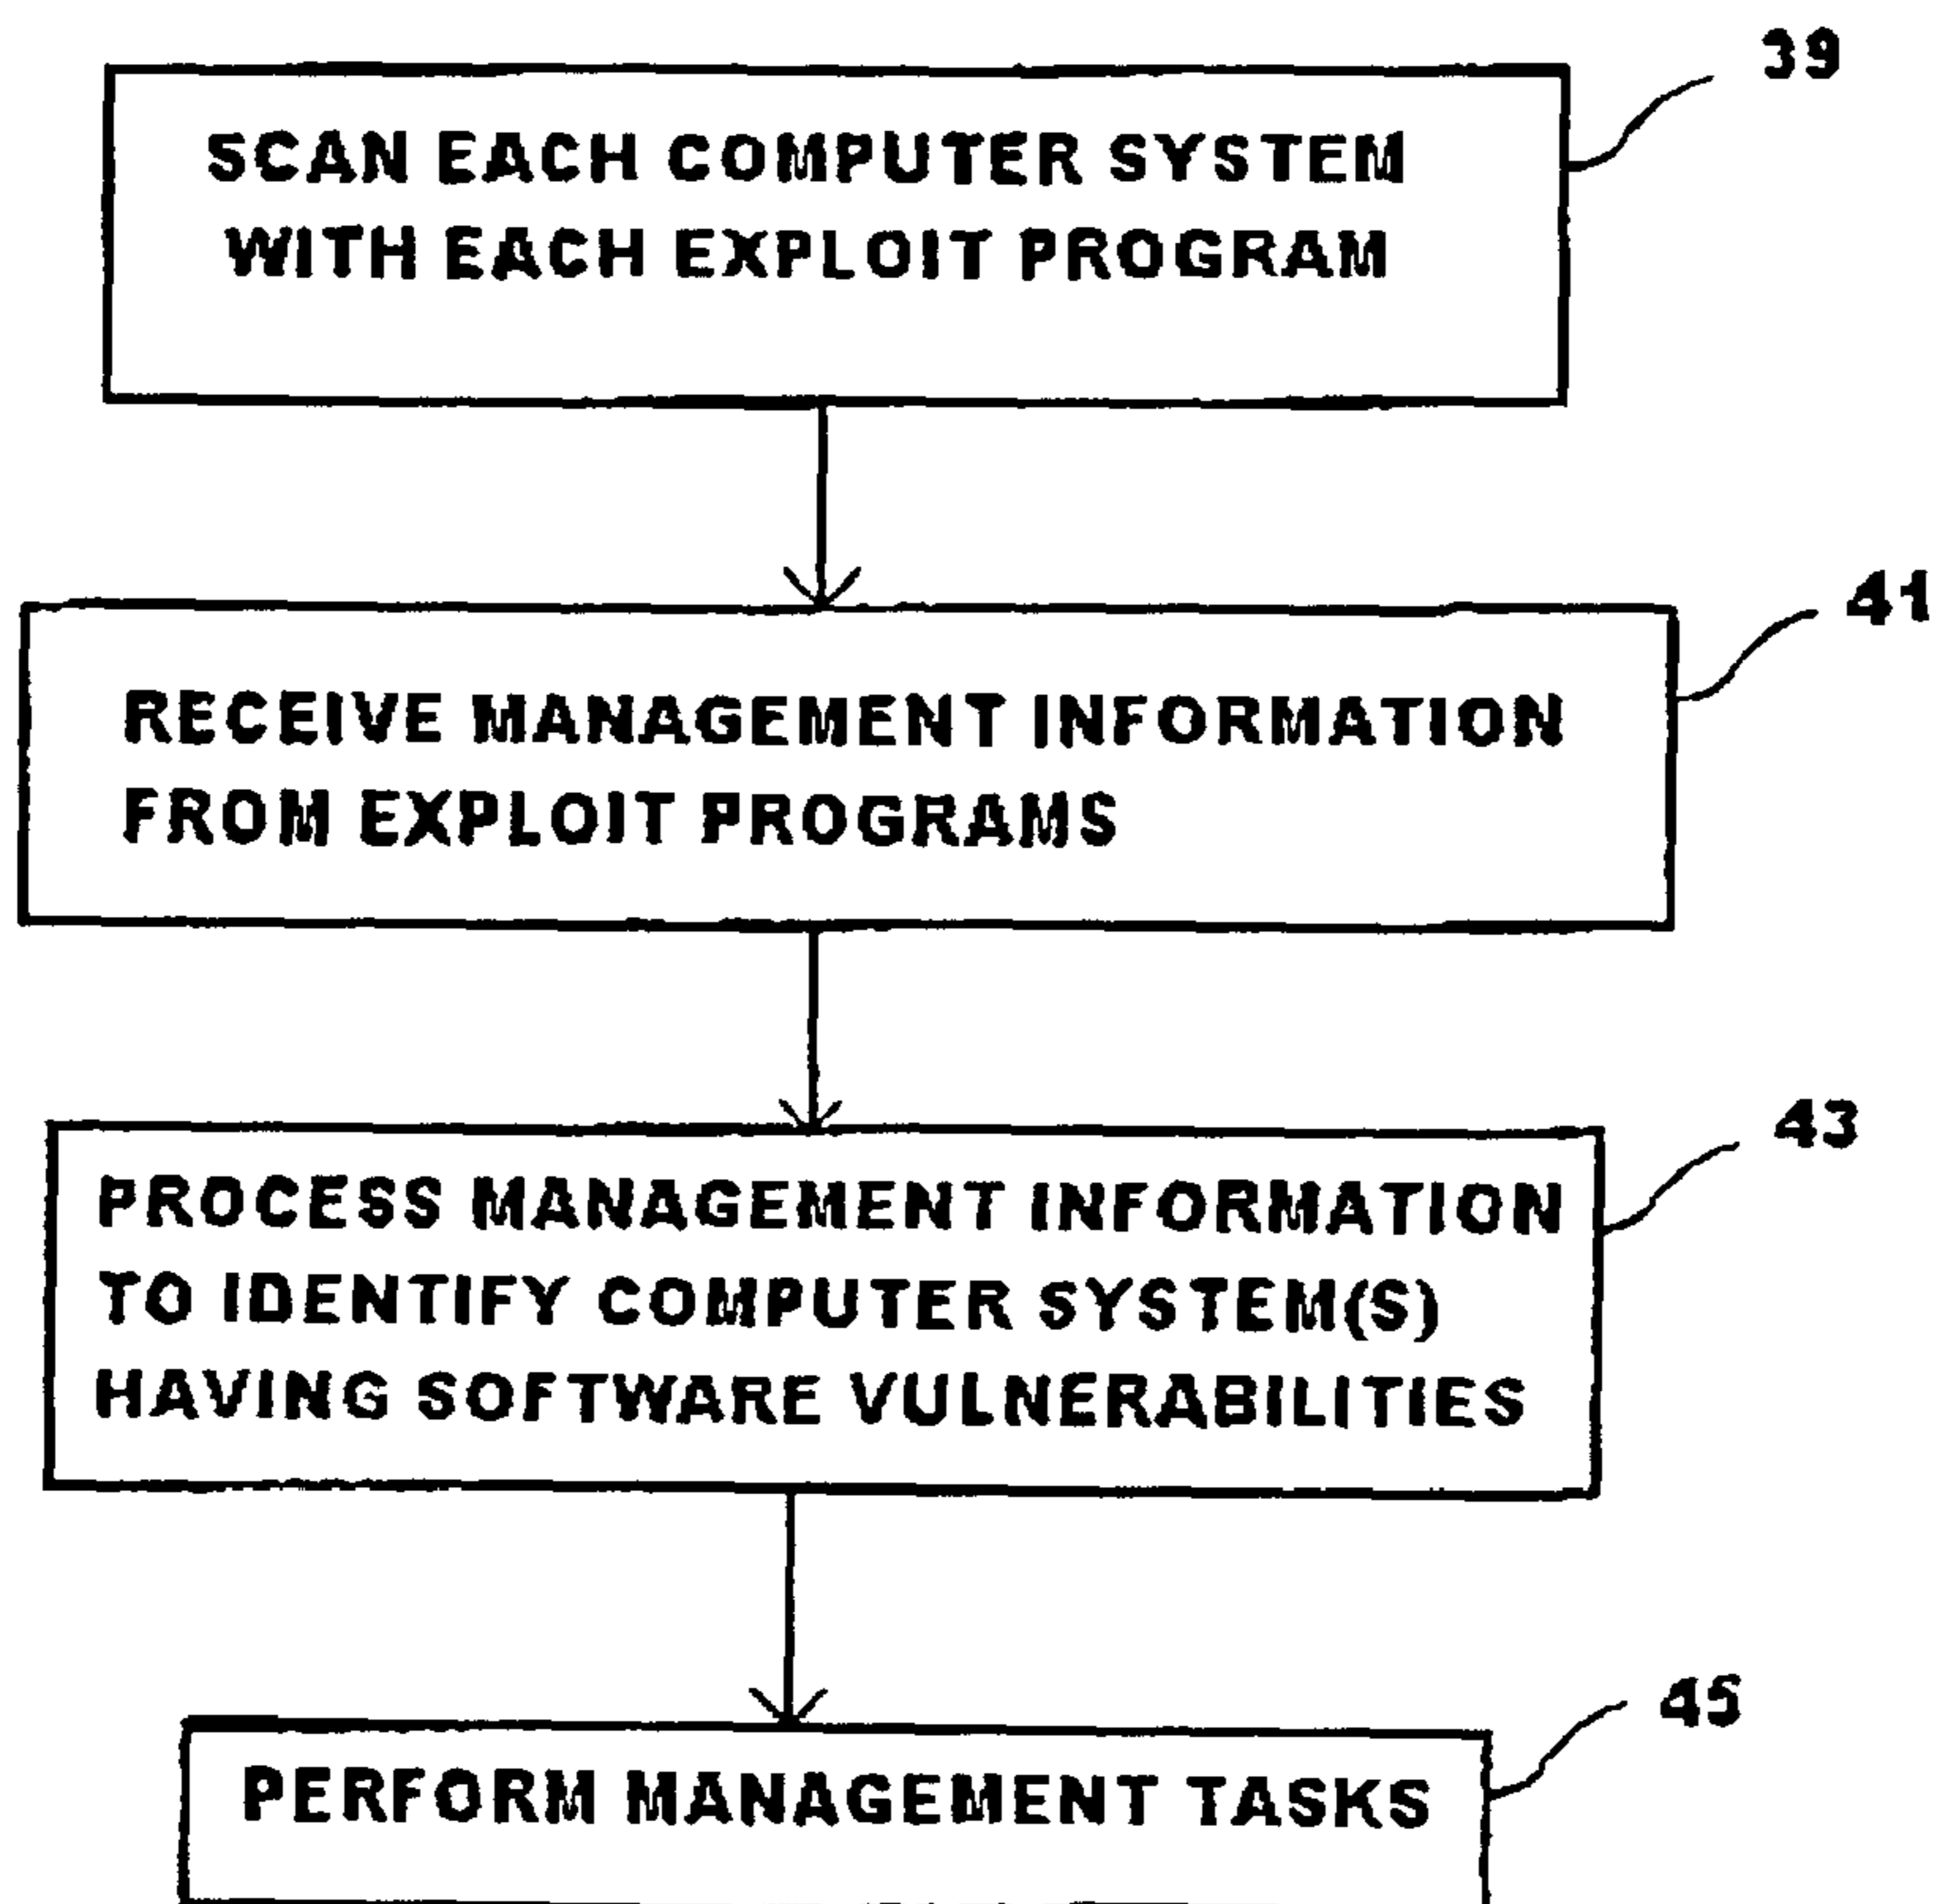 39
SCAN EACH COMPUTER SYSTEM
WITH EACH EXPLOIT PROGRAM
41
RECEIVE MANAGEMENT INFORMATION
FROM EXPLOIT PROGRAMS
43
PROCESS MANAGEMENT INFORMATION
TO IDENTIFY COMPUTER SYSTEM(S)
HAVING SOFTWARE VULNERABILITIES
45
PERFORM MANAGEMENT TASKS